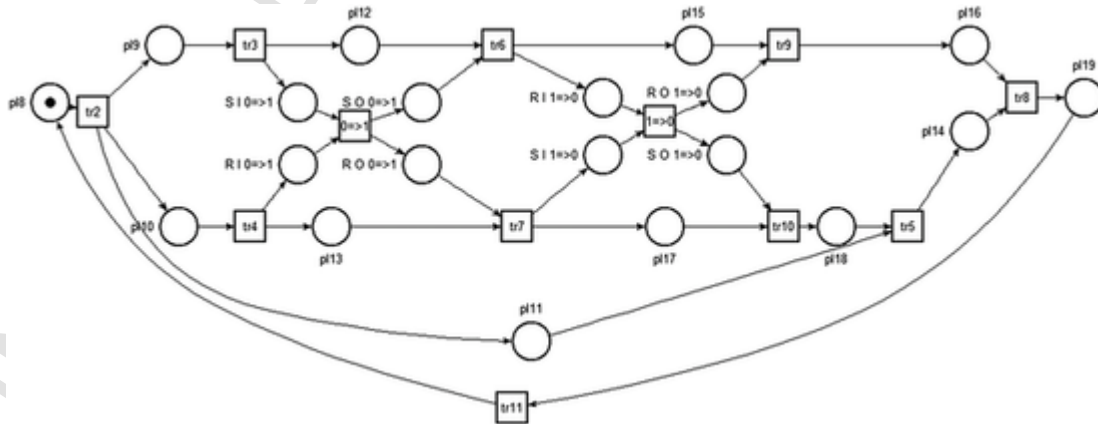 pl12
pl15
pl16
pl9
tr3
tr6
tr9
pl19
pl8
tr2
S I 0=>1
S O 0=>1
R I 1=>0
R O 1=>0
tr8
0=>1
1=>0
pl14
R I 0=>1
R O 0=>1
S I 1=>0
S O 1=>0
pl10
tr4
tr7
tr10
tr5
pl13
pl17
pl18
pl11
tr11